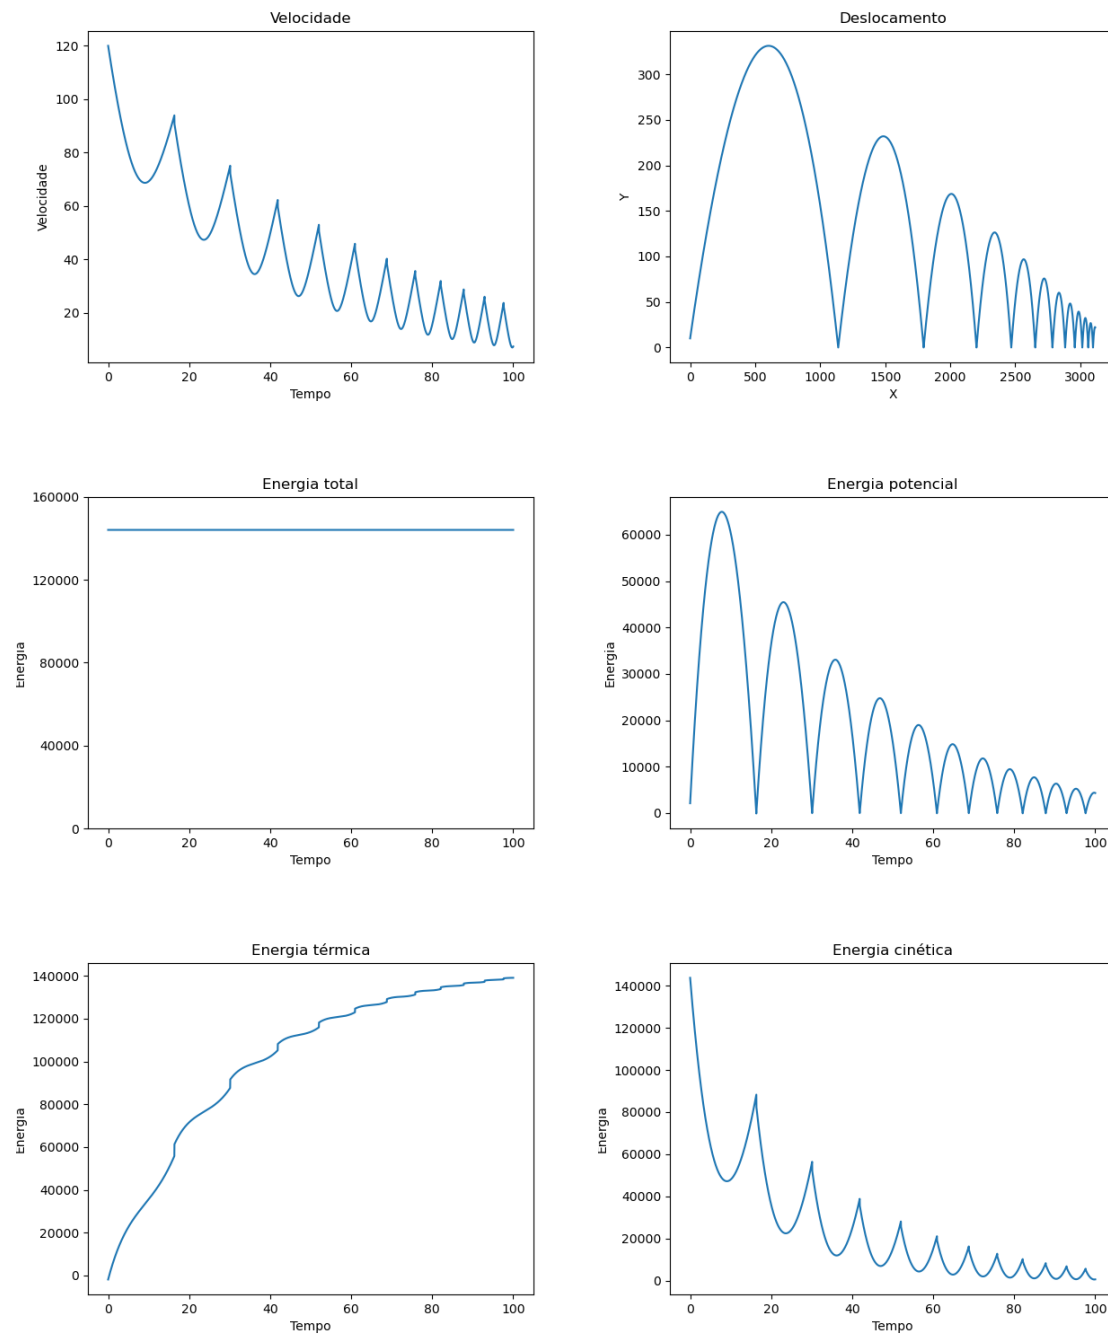 Velocidade
120
100
80
60
40
20
Velocidade
0 20 40 60 80 100
Tempo
Deslocamento
300
250
200
150
100
50
0
Y
0 500 1000 1500 2000 2500 3000
X
Energia total
160000
120000
80000
40000
0
Energia
0 20 40 60 80 100
Tempo
Energia potencial
60000
50000
40000
30000
20000
10000
0
Energia
0 20 40 60 80 100
Tempo
Energia térmica
140000
120000
100000
80000
60000
40000
20000
0
Energia
0 20 40 60 80 100
Tempo
Energia cinética
140000
120000
100000
80000
60000
40000
20000
0
Energia
0 20 40 60 80 100
Tempo